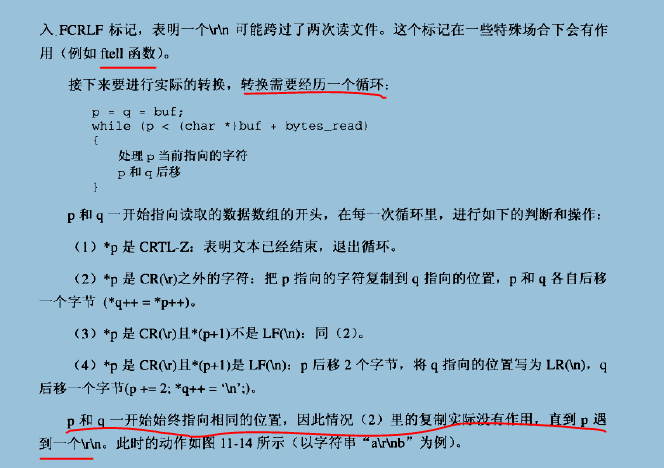 入 FCRLF 标记，表明一个\r\n 可能跨过了两次读文件。这个标记在一些特殊场合下会有作
用（例如 ftell 函数）。
接下来要进行实际的转换，转换需要经历一个循环：
p = q = buf;
while (p < (char *)buf + bytes_read)
{
处理 p 当前指向的字符
p 和 q 后移
}
p 和 q 一开始指向读取的数据数组的开头，在每一次循环里，进行如下的判断和操作：
（1）*p 是 CRTL-Z：表明文本已经结束，退出循环。
（2）*p 是 CR(\r)之外的字符：把 p 指向的字符复制到 q 指向的位置，p 和 q 各自后移
一个字节 (*q++ = *p++)。
（3）*p 是 CR(\r)且*(p+1)不是 LF(\n)：同（2）。
（4）*p 是 CR(\r)且*(p+1)是 LF(\n)：p 后移 2 个字节，将 q 指向的位置写为 LR(\n)，q
后移一个字节(p += 2; *q++ = '\n';)。
p 和 q 一开始始终指向相同的位置，因此情况（2）里的复制实际没有作用，直到 p 遇
到一个\r\n。此时的动作如图 11-14 所示（以字符串“a\r\nb”为例）。